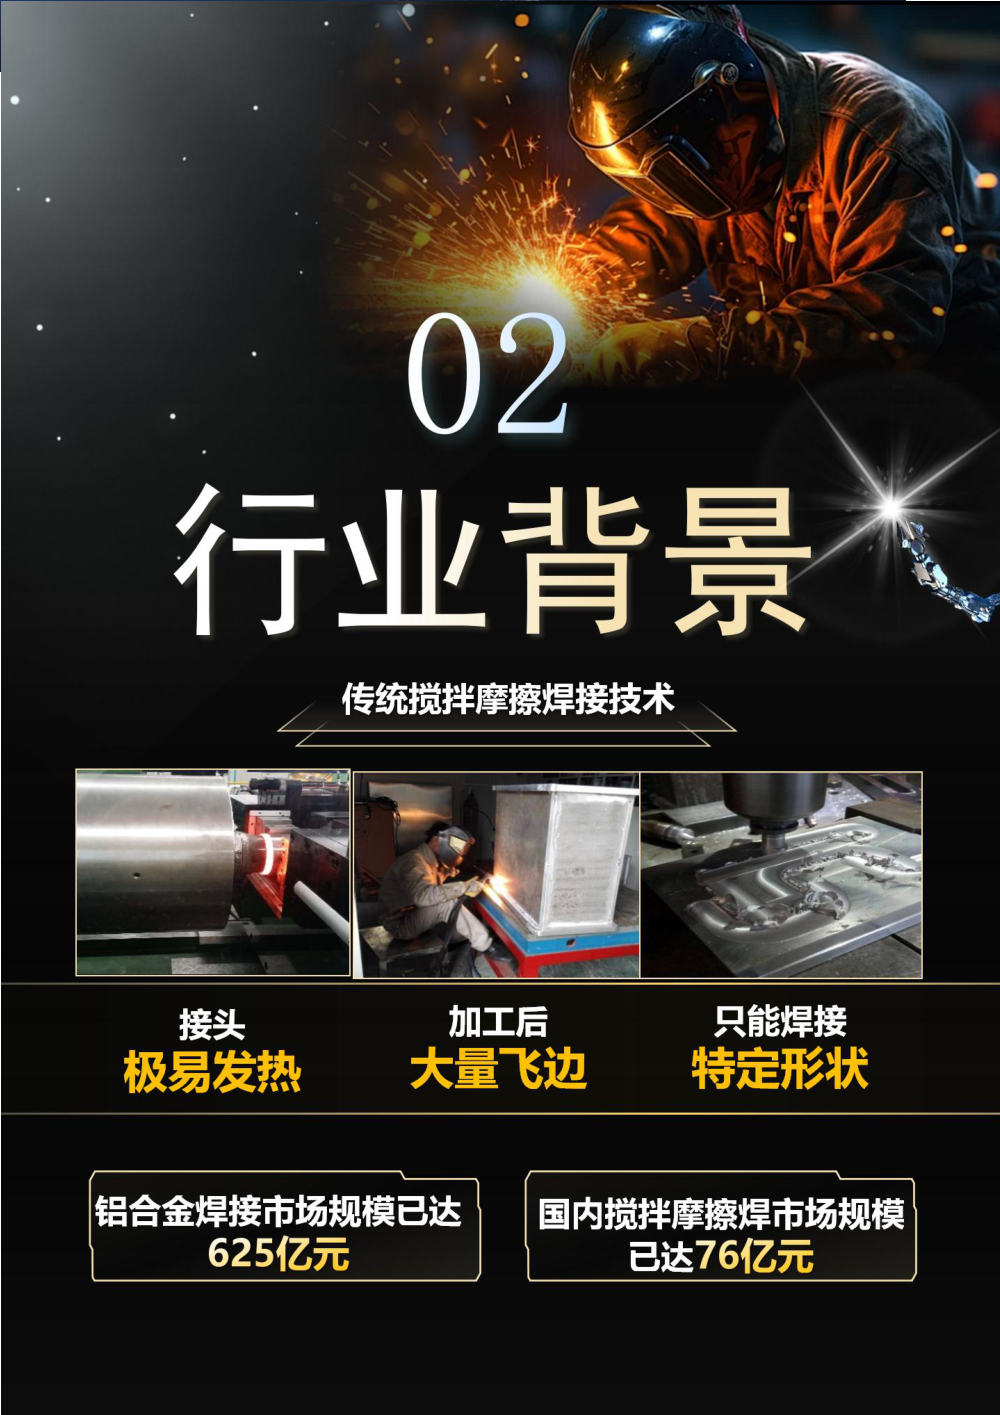 02
行业背景
传统搅拌摩擦焊接技术
接头
极易发热
加工后
大量飞边
只能焊接
特定形状
铝合金焊接市场规模已达
625亿元
国内搅拌摩擦焊市场规模
已达76亿元